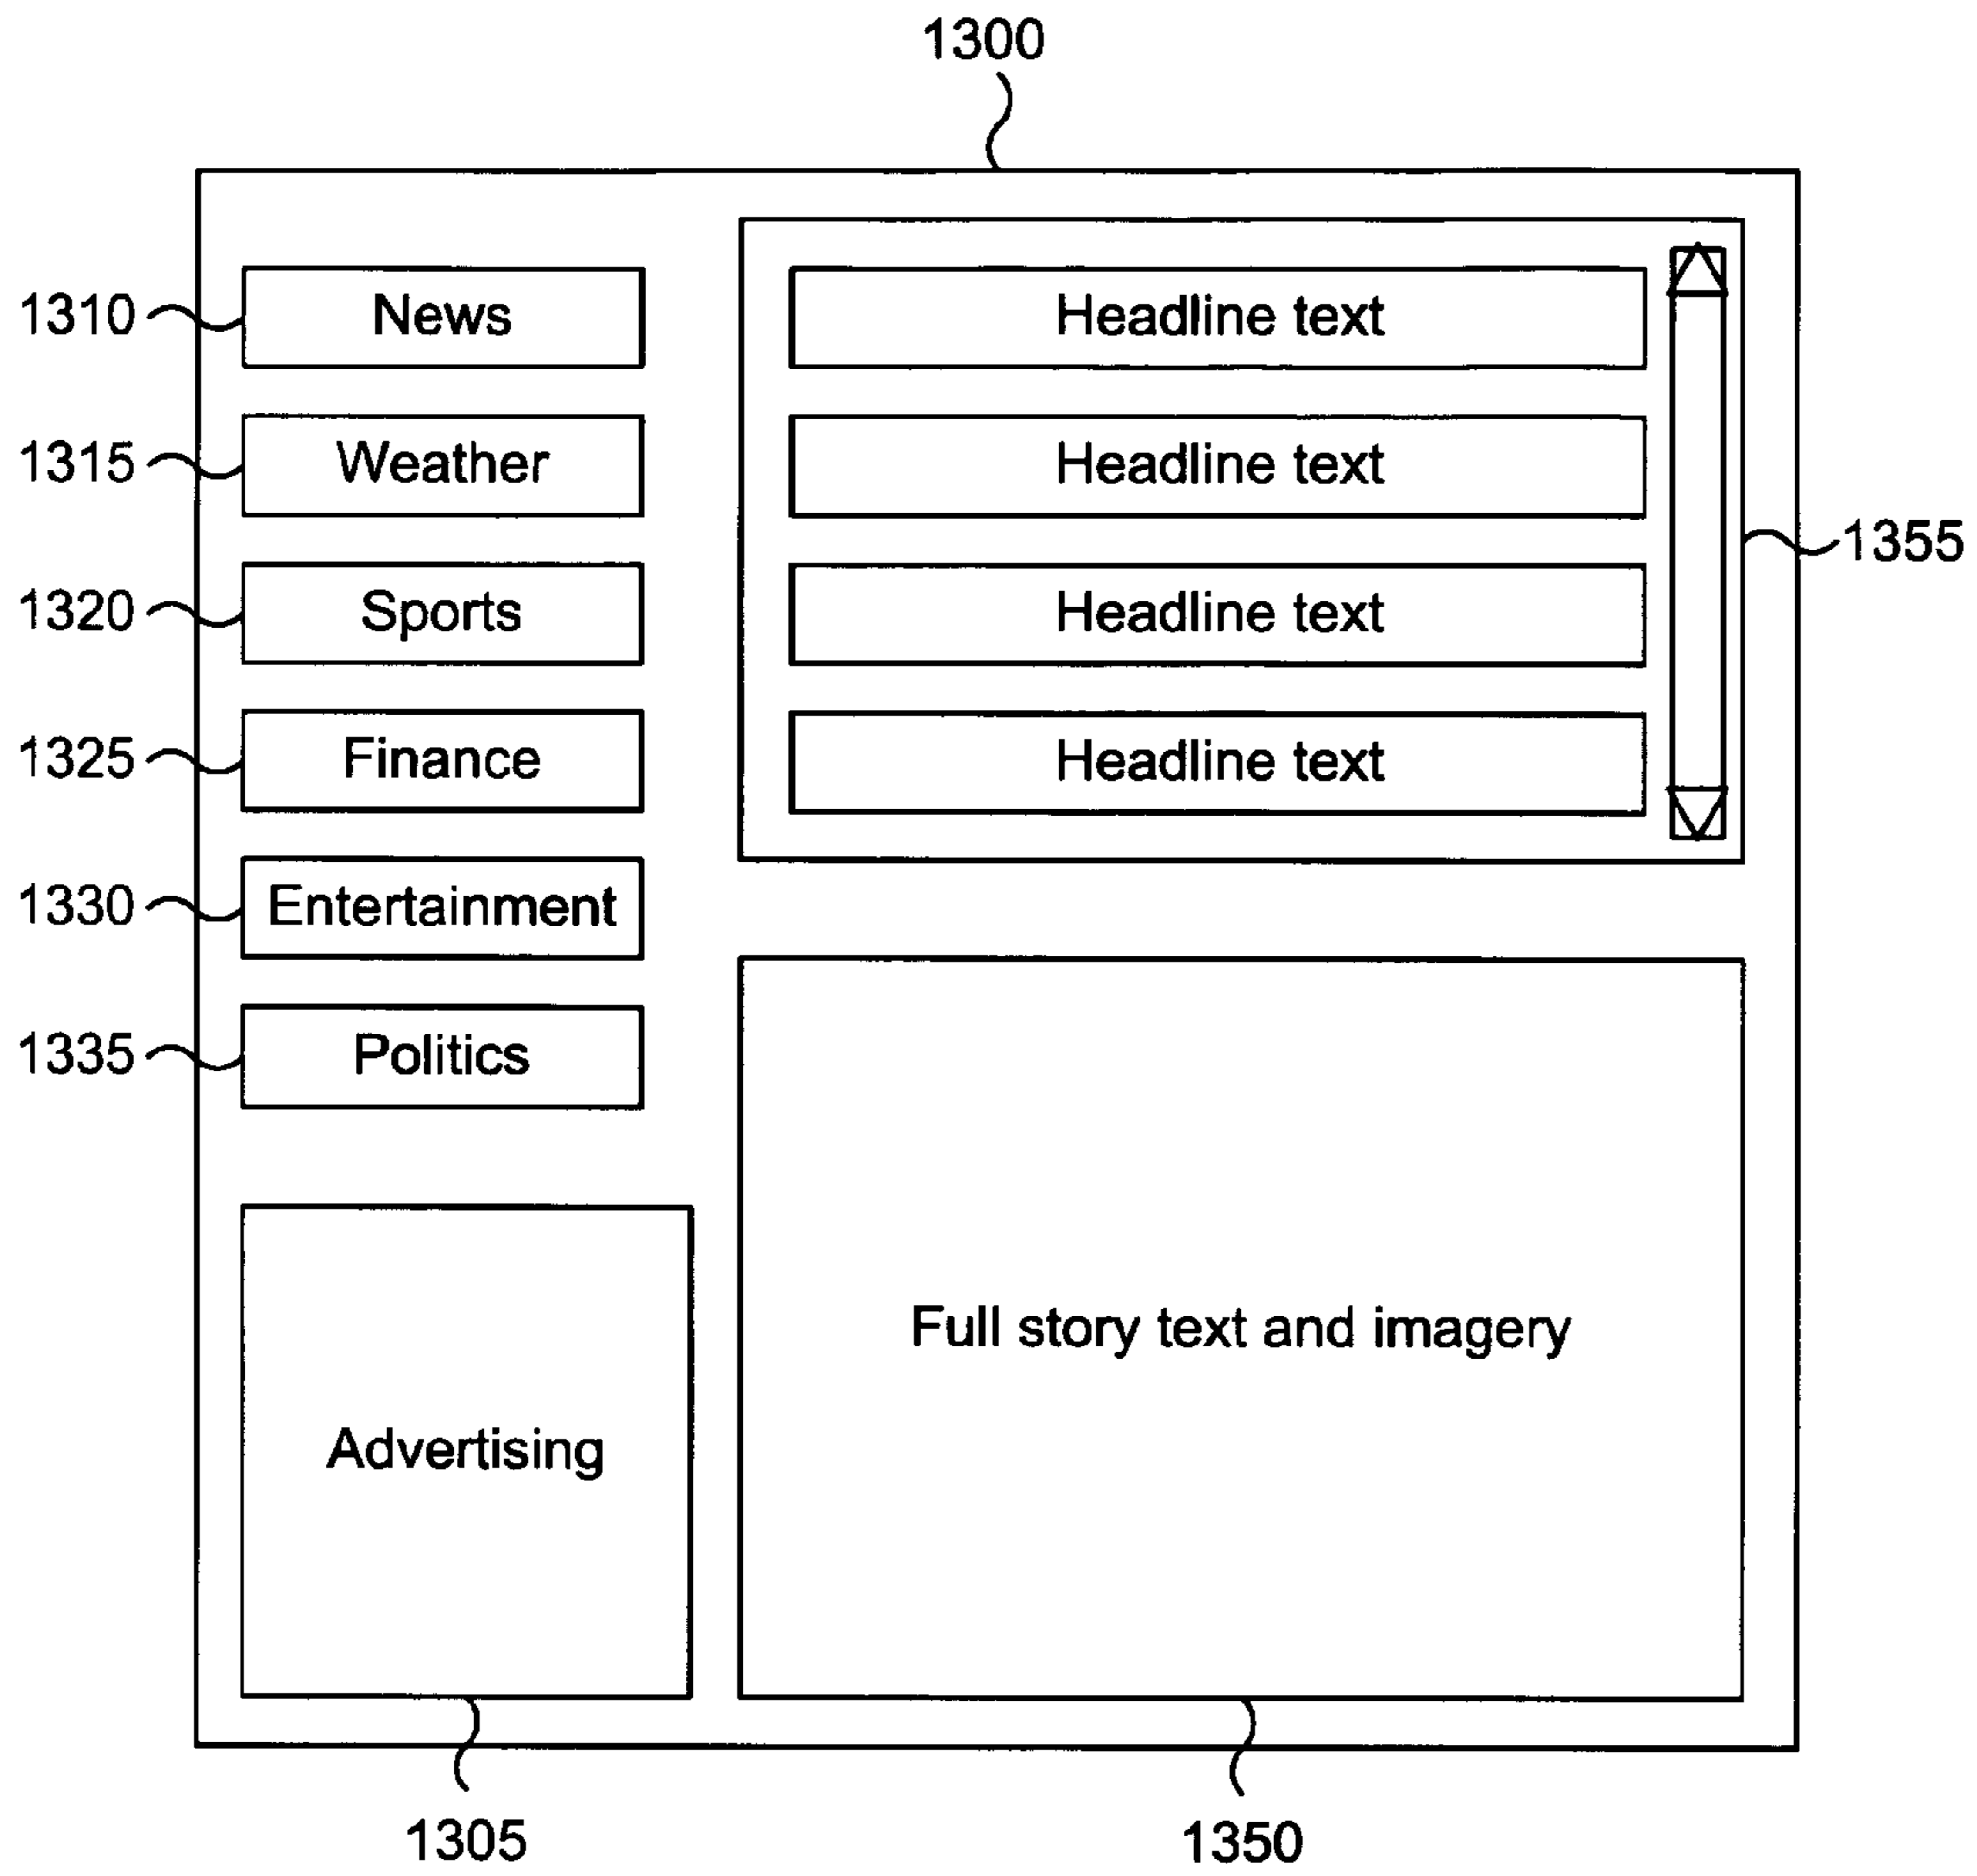 1300
1310 News Headline text
1315 Weather Headline text
1355
1320 Sports Headline text
1325 Finance Headline text
1330 Entertainment
1335 Politics
Full story text and imagery
Advertising
1305 1350